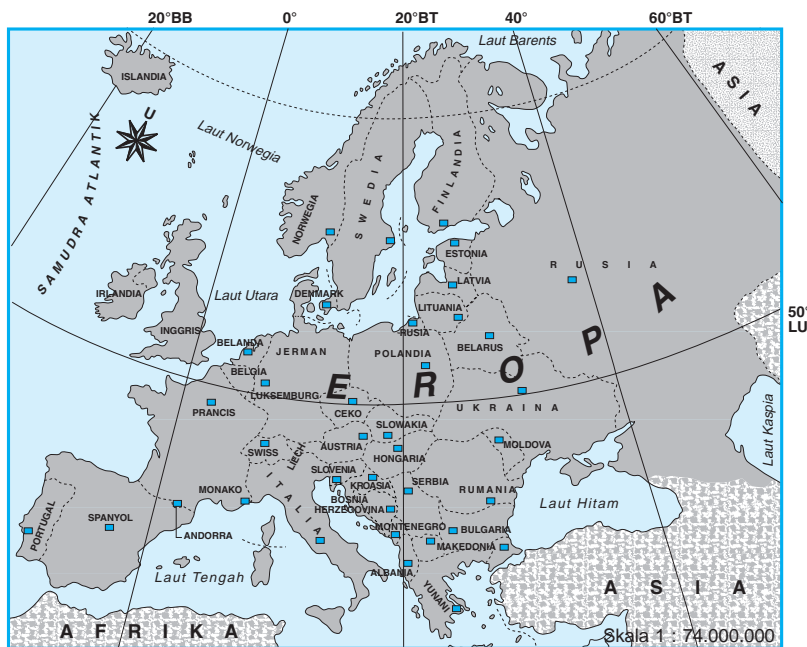 20°BB 0° 20°BT 40° 60°BT
Laut Barents
ASIA
ISLANDIA
U
Laut Norwegia
SAMUDRA ATLANTIK
NORWEGIA
SWEDIA
FINLANDIA
ESTONIA
RUSIA
LATVIA
IRLANDIA
Laut Utara
DENMARK
LITUANIA
50°
LU
INGGRIS
RUSIA
BELANDA
JERMAN
POLANDIA
BELARUS
BELGIA
EROPA
LUKSEMBURG
PRANCIS
CEKO
UKRAINA
SLOWAKIA
Laut Kaspia
SWISS
LIECH
AUSTRIA
HONGARIA
MOLDOVA
SLOVENIA
KROASIA
SERBIA
RUMANIA
MONAKO
ITALIA
BOSNIA
HERZEGOVINA
Laut Hitam
PORTUGAL
SPANYOL
ANDORRA
MONTENEGRO
BULGARIA
MAKEDONIA
Laut Tengah
ALBANIA
YUNANI
ASIA
AFRIKA
Skala 1 : 74.000.000